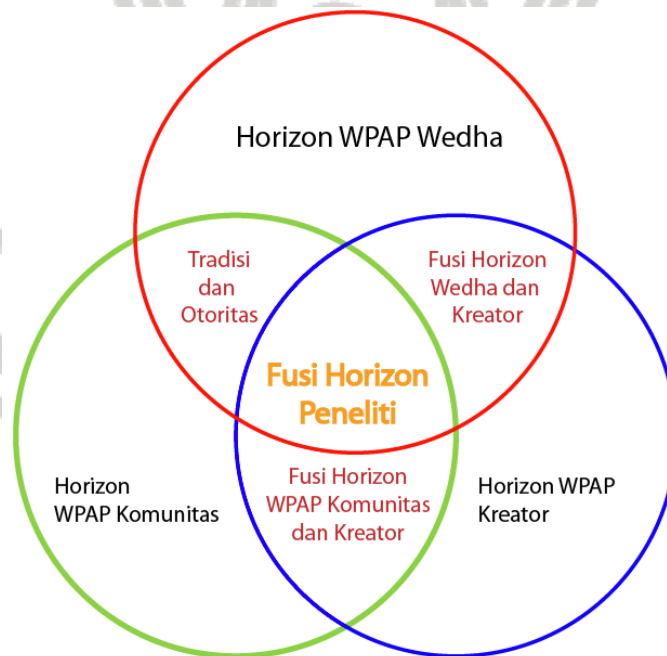 Horizon WPAP Wedha
Tradisi
dan
Otoritas
Fusi Horizon
Wedha dan
Kreator
Fusi Horizon
Peneliti
Horizon
WPAP Komunitas
Fusi Horizon
WPAP Komunitas
dan Kreator
Horizon WPAP
Kreator